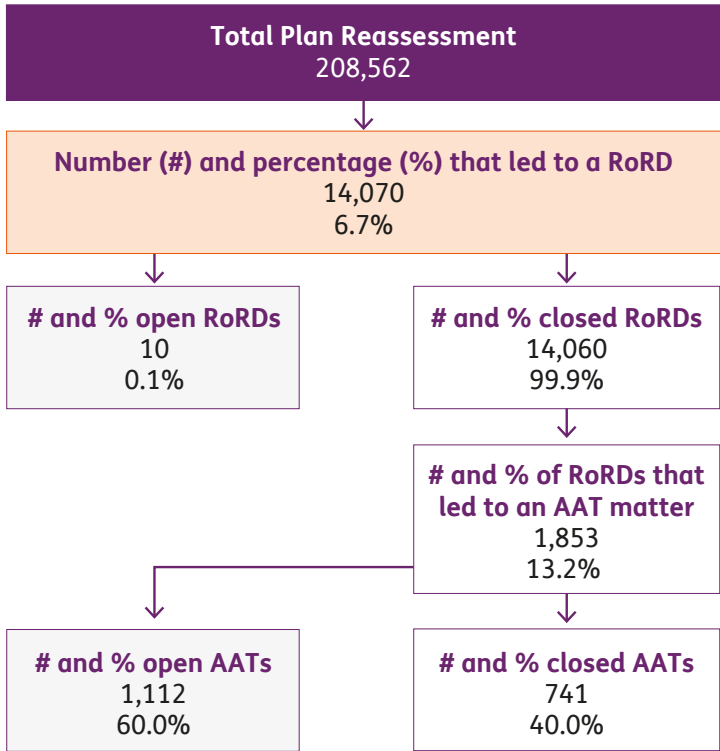 Total Plan Reassessment
208,562
Number (#) and percentage (%) that led to a RoRD
14,070
6.7%
# and % open RoRDs
10
0.1%
# and % closed RoRDs
14,060
99.9%
# and % of RoRDs that
led to an AAT matter
1,853
13.2%
# and % open AATs
1,112
60.0%
# and % closed AATs
741
40.0%